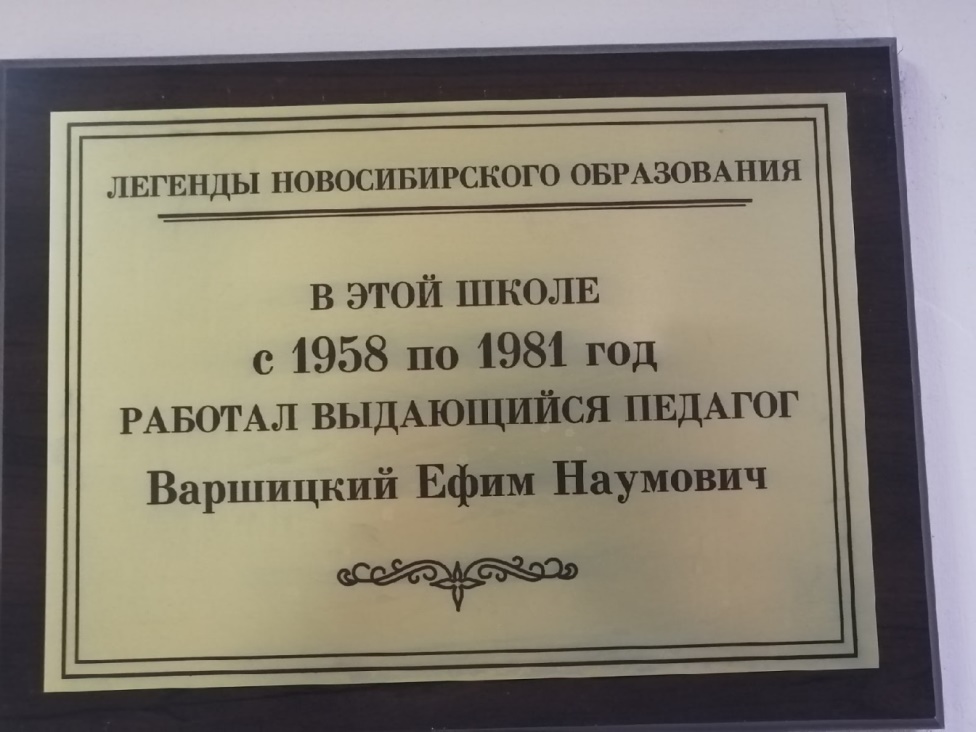 ЛЕГЕНДЫ НОВОСИБИРСКОГО ОБРАЗОВАНИЯ
В ЭТОЙ ШКОЛЕ
с 1958 по 1981 год
РАБОТАЛ ВЫДАЮЩИЙСЯ ПЕДАГОГ
Варшицкий Ефим Наумович